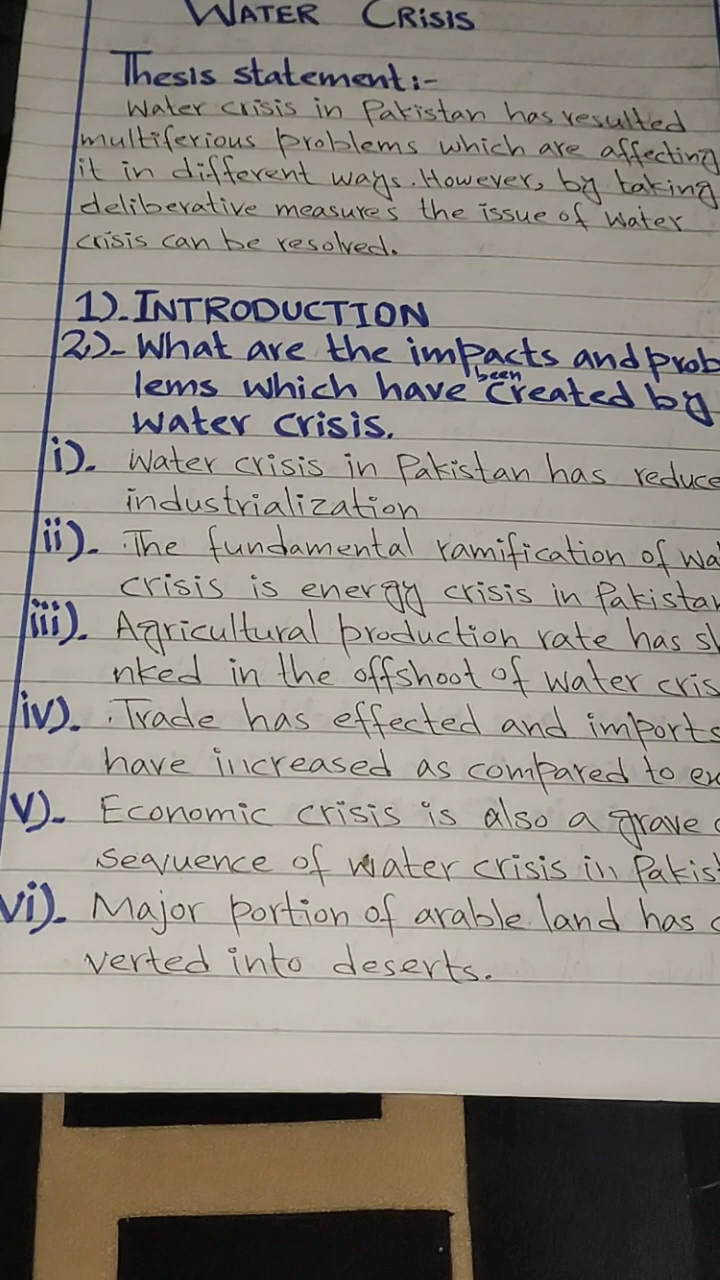 WATER CRISIS
Thesis statement:-
Water crisis in Pakistan has resulted
multiferious problems which are affecting
it in different ways. However, by taking
deliberative measures the issue of water
crisis can be resolved.
1). INTRODUCTION
2)- What are the impacts and prob
lems which have been created by
water crisis.
i). Water crisis in Pakistan has reduce
industrialization
ii). The fundamental ramification of wa
crisis is energy crisis in Pakistan
iii). Agricultural production rate has sh
nked in the offshoot of water cris
iv). Trade has effected and imports
have increased as compared to ex
v)- Economic crisis is also a grave c
sequence of water crisis in Pakist
vi)- Major portion of arable land has c
verted into deserts.